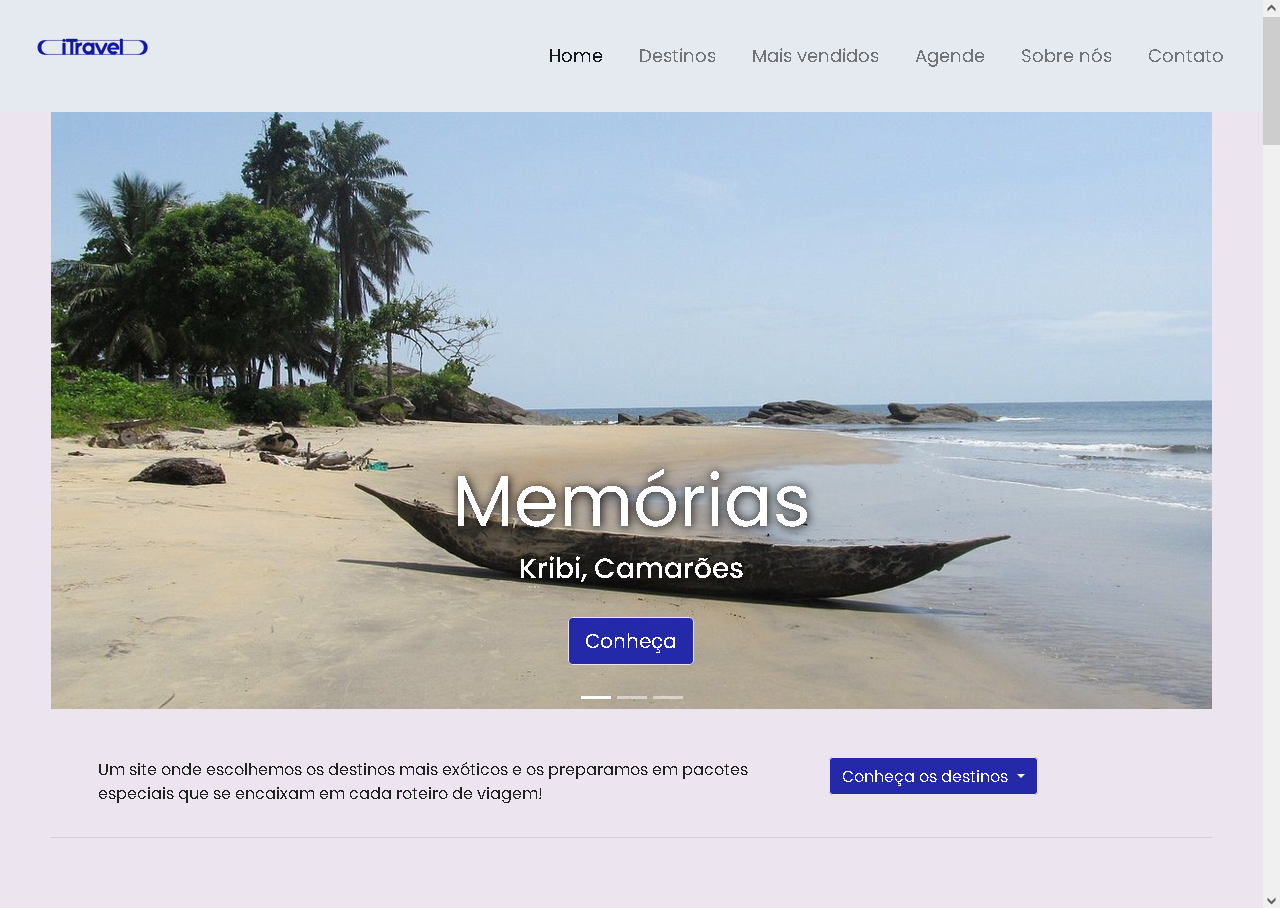 iTravel
Home Destinos Mais vendidos Agende Sobre nós Contato
Memórias
Kribi, Camarões
Conheça
Um site onde escolhemos os destinos mais exóticos e os preparamos em pacotes
especiais que se encaixam em cada roteiro de viagem!
Conheça os destinos